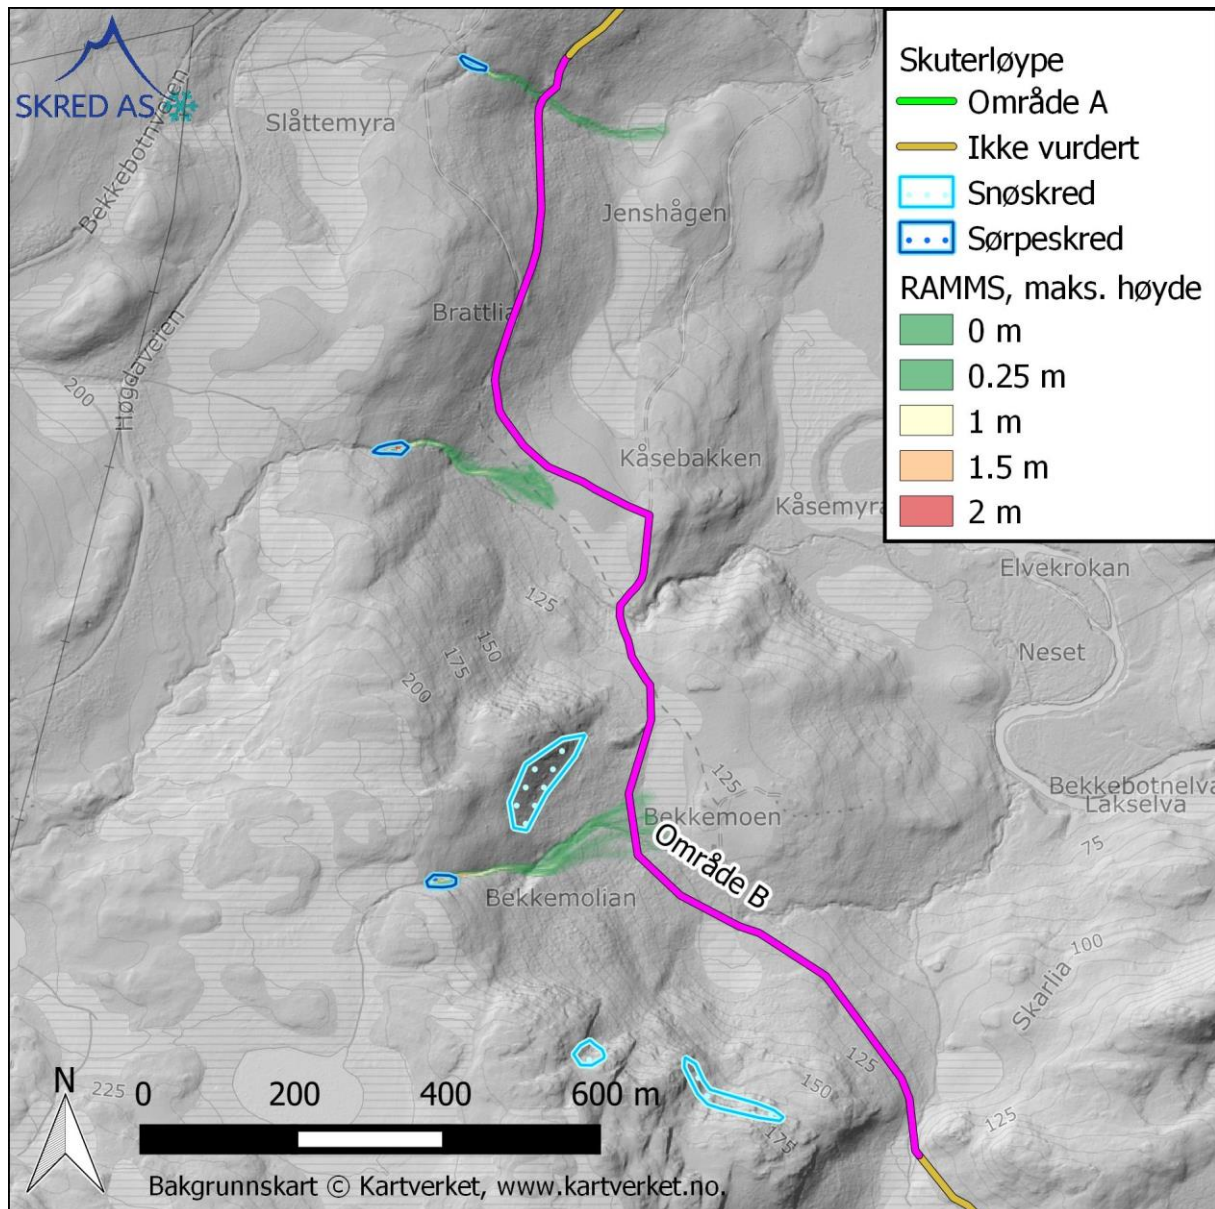 SKRED AS
Bekkebotnveien
Slåttemyra
Jenshågen
Brattlia
Høgdaveien
200
Kåsebakken
Kåsemyra
Elvekrokan
Neset
125
150
175
200
Bekkebotnelva
Lakselva
75
125
Bekkemoen
Område B
Bekkemolian
100
Skarlia
125
150
175
125
225
Skuterløype
Område A
Ikke vurdert
Snøskred
Sørpeskred
RAMMS, maks. høyde
0 m
0.25 m
1 m
1.5 m
2 m
N
0 200 400 600 m
Bakgrunnskart © Kartverket, www.kartverket.no.